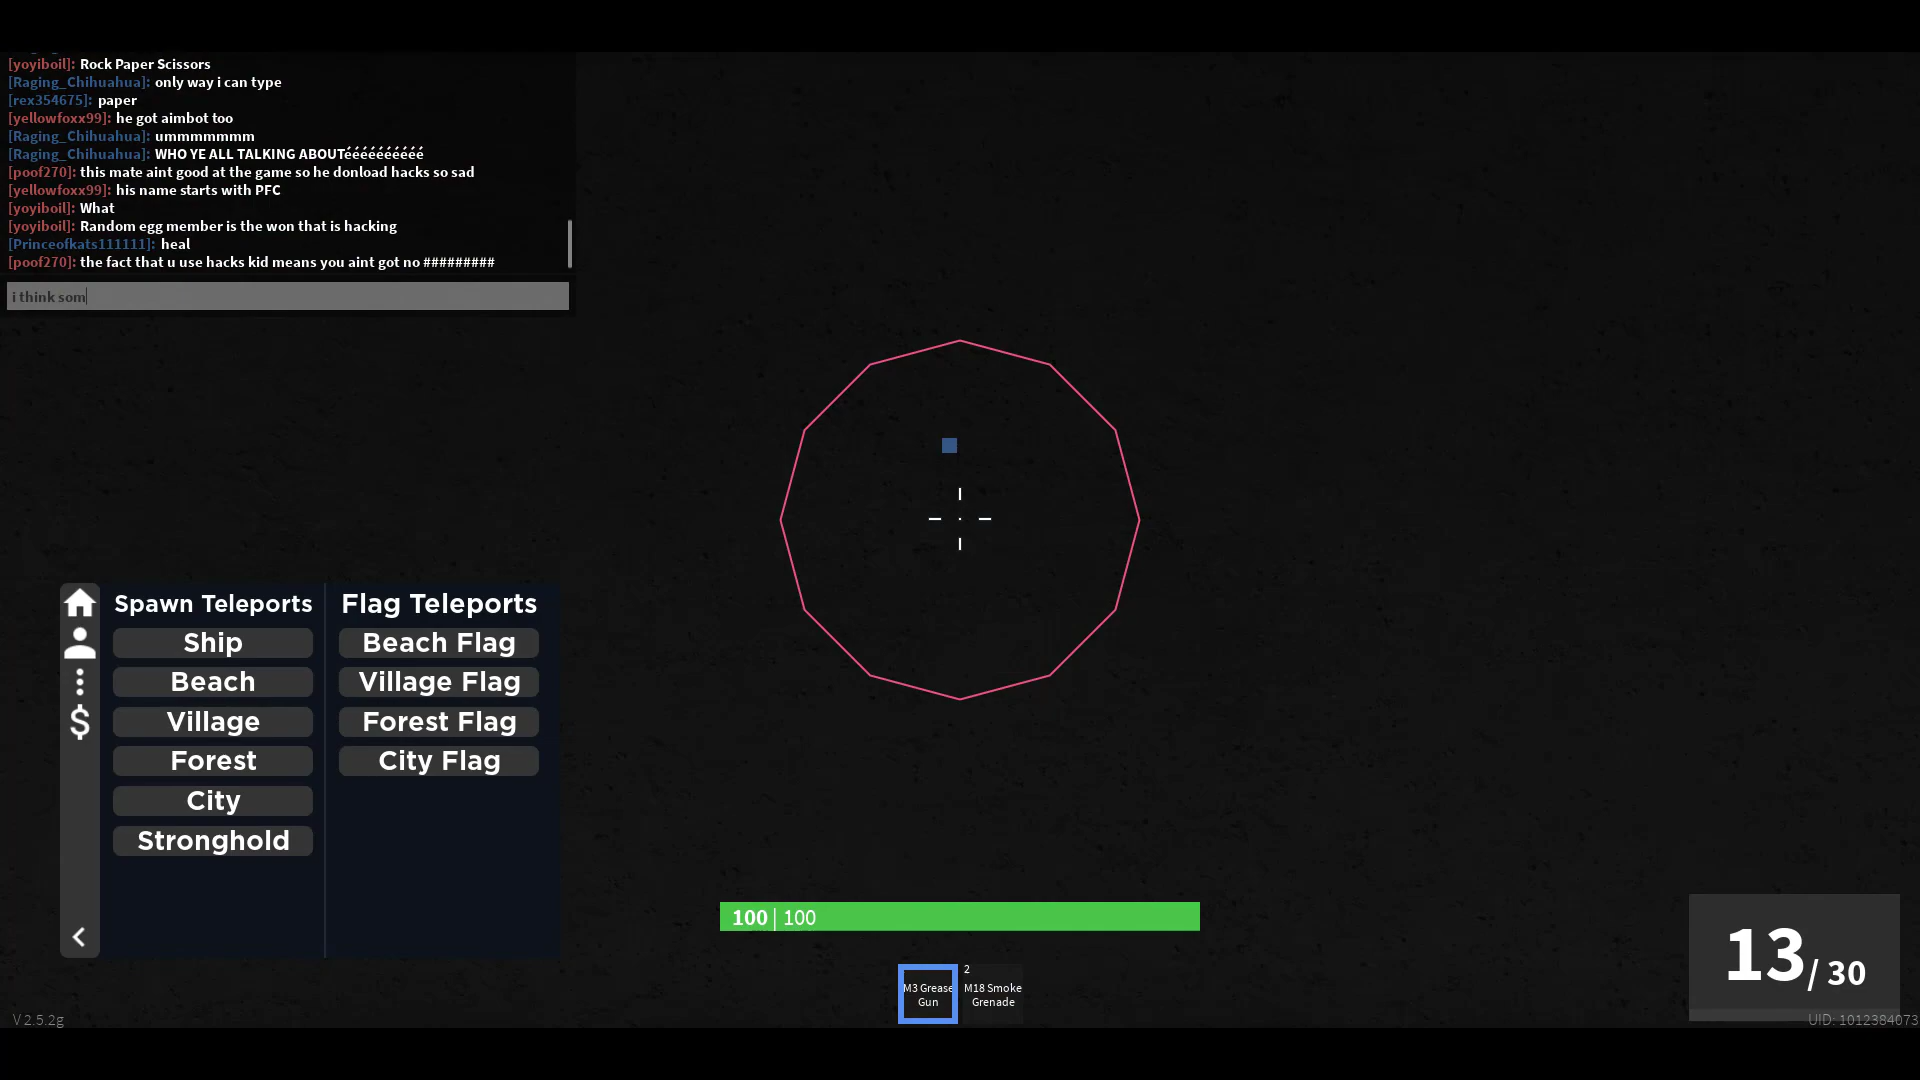 [yoyiboil]: Rock Paper Scissors
[Raging_Chihuahua]: only way i can type
[rex354675]: paper
[yellowfoxx99]: he got aimbot too
[Raging_Chihuahua]: ummmmmmm
[Raging_Chihuahua]: WHO YE ALL TALKING ABOUTéééééééééé
[poof270]: this mate aint good at the game so he donload hacks so sad
[yellowfoxx99]: his name starts with PFC
[yoyiboil]: What
[yoyiboil]: Random egg member is the won that is hacking
[Princeofkats111111]: heal
[poof270]: the fact that u use hacks kid means you aint got no #########
i think som
Spawn Teleports
Ship
Beach
Village
Forest
City
Stronghold
Flag Teleports
Beach Flag
Village Flag
Forest Flag
City Flag
100 | 100
M3 Grease
Gun
2
M18 Smoke
Grenade
13/ 30
V 2.5.2g
UID: 1012384073